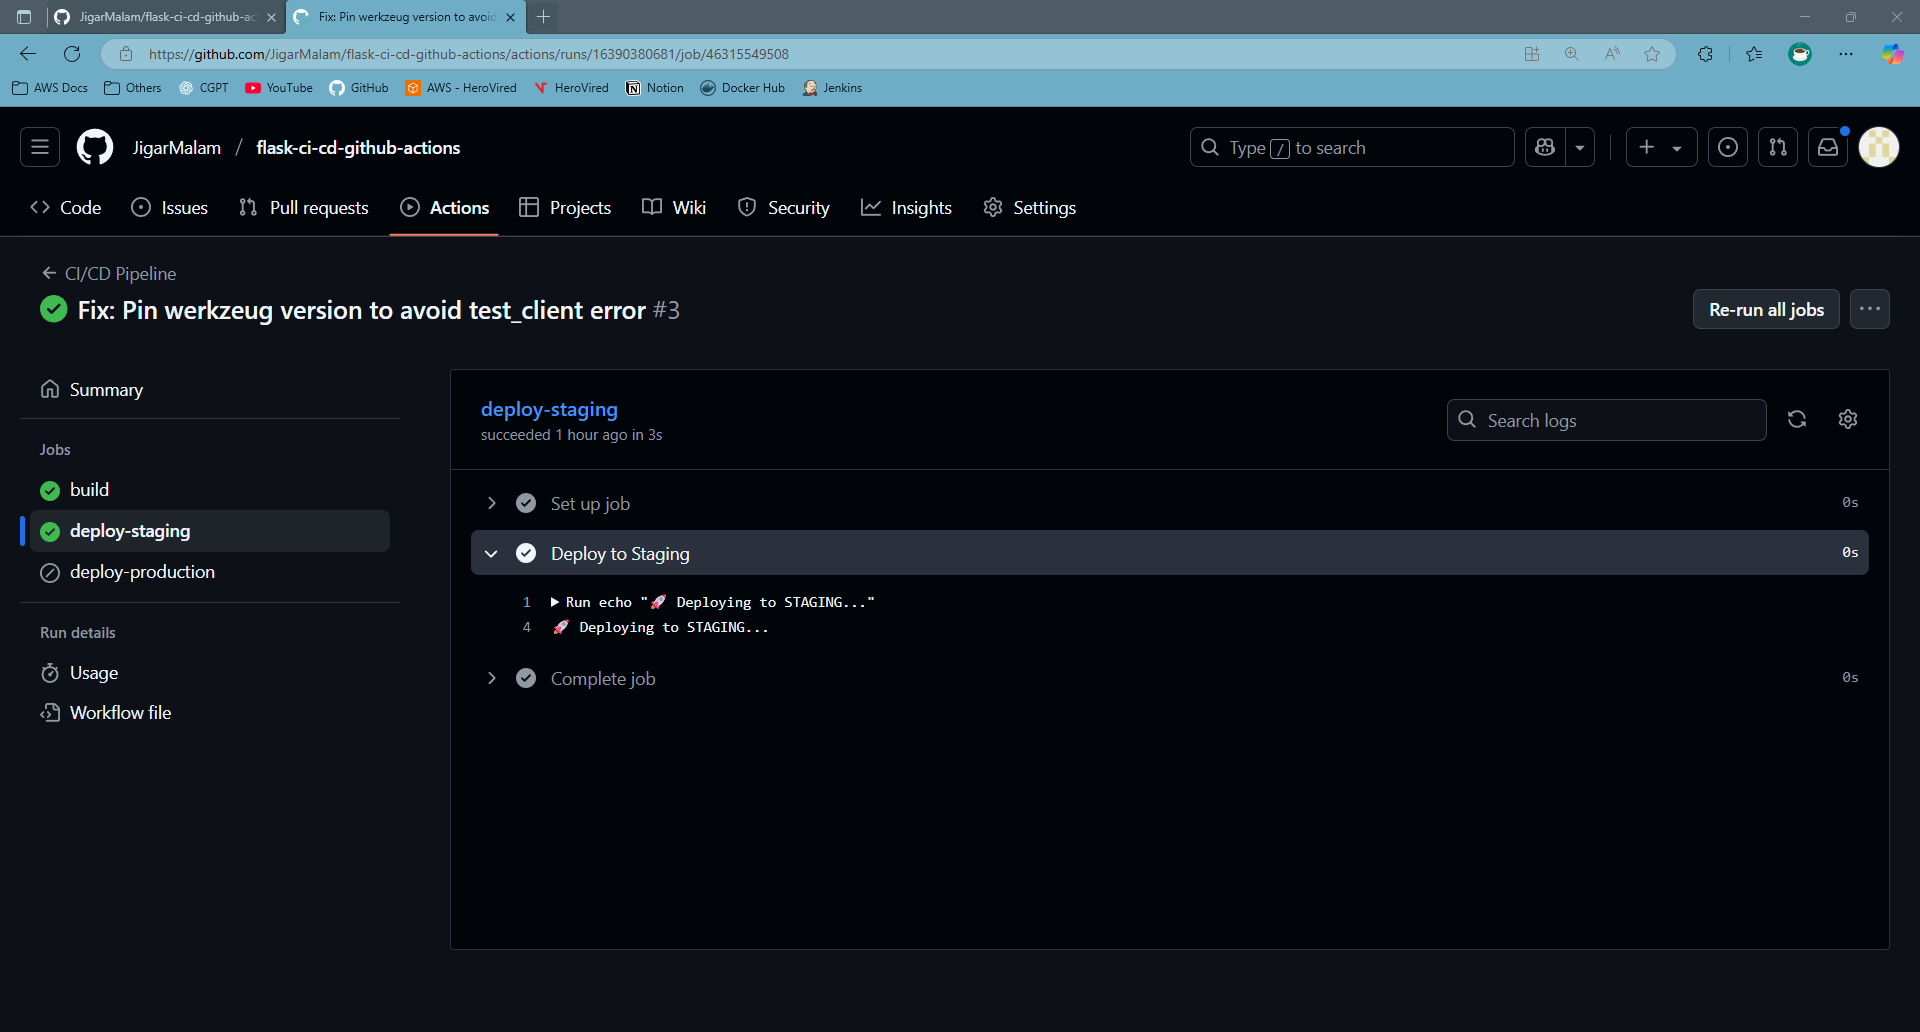 JigarMalam/flask-ci-cd-github-ac
Fix: Pin werkzeug version to avoid
https://github.com/JigarMalam/flask-ci-cd-github-actions/actions/runs/16390380681/job/46315549508
AWS Docs Others CGPT YouTube GitHub AWS - HeroVired HeroVired Notion Docker Hub Jenkins
JigarMalam / flask-ci-cd-github-actions
Type / to search
Code Issues Pull requests Actions Projects Wiki Security Insights Settings
CI/CD Pipeline
Fix: Pin werkzeug version to avoid test_client error #3
Re-run all jobs
Summary
Jobs
build
deploy-staging
deploy-production
Run details
Usage
Workflow file
deploy-staging
succeeded 1 hour ago in 3s
Search logs
Set up job 0s
Deploy to Staging 0s
1 Run echo "🚀 Deploying to STAGING..."
4 🚀 Deploying to STAGING...
Complete job 0s